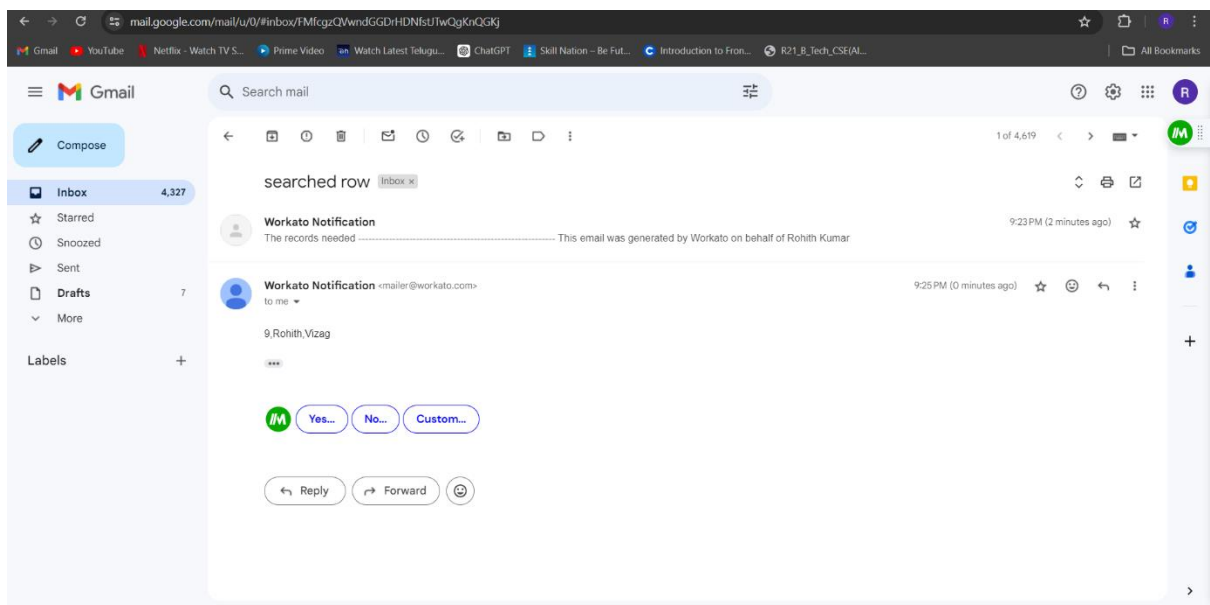 mail.google.com/mail/u/0/#inbox/FMfcgzQVwndGGDrHDNfstJTwQgKnQGKj
R
Gmail YouTube Netflix - Watch TV S... Prime Video an Watch Latest Telugu... ChatGPT Skill Nation – Be Fut... C Introduction to Fron... R21_B_Tech_CSE(AI... All Bookmarks
Gmail Search mail R
Compose 1 of 4,619
Inbox 4,327
searched row Inbox ×
Starred
Workato Notification 9:23 PM (2 minutes ago)
The records needed ---------------------------------------------------------------- This email was generated by Workato on behalf of Rohith Kumar
Snoozed
Sent
Drafts 7
Workato Notification <mailer@workato.com> 9:25 PM (0 minutes ago)
to me
More
9,Rohith,Vizag
Labels +
•••
Yes... No... Custom...
Reply Forward